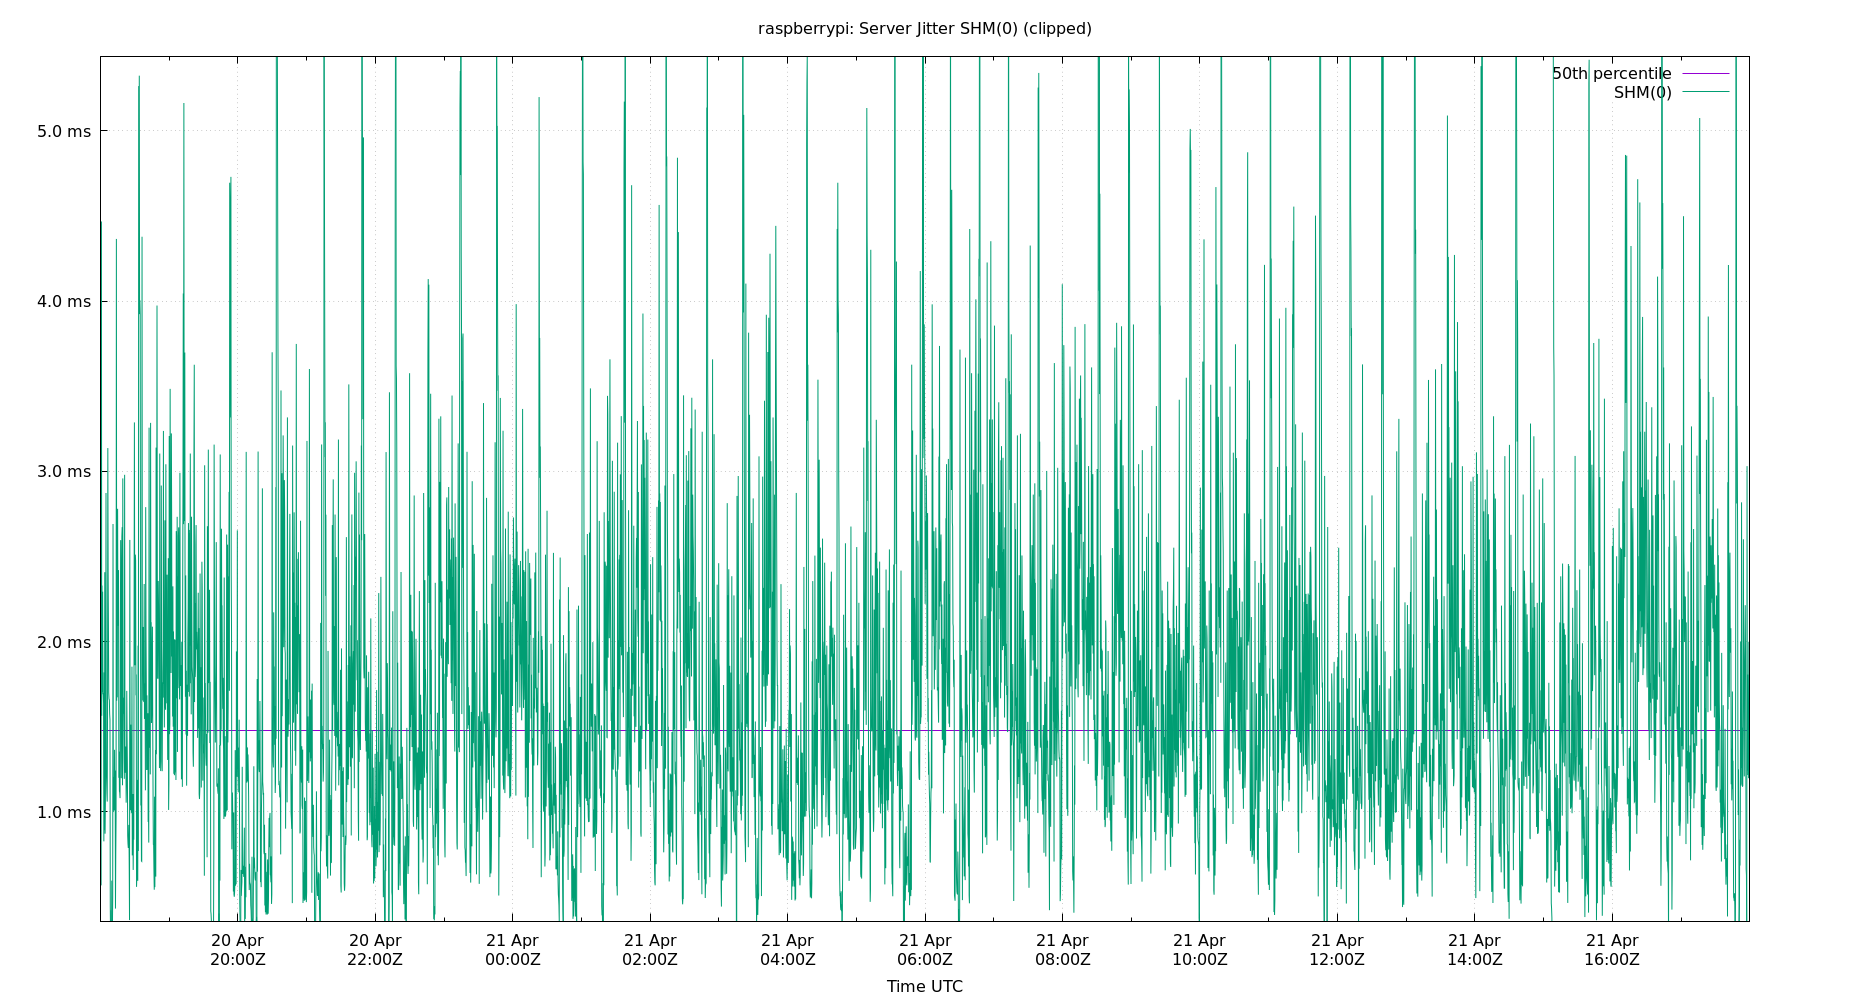 raspberrypi: Server Jitter SHM(0) (clipped)
50th percentile
SHM(0)
5.0 ms
4.0 ms
3.0 ms
2.0 ms
1.0 ms
20 Apr 20 Apr 21 Apr 21 Apr 21 Apr 21 Apr 21 Apr 21 Apr 21 Apr 21 Apr 21 Apr
20:00Z 22:00Z 00:00Z 02:00Z 04:00Z 06:00Z 08:00Z 10:00Z 12:00Z 14:00Z 16:00Z
Time UTC